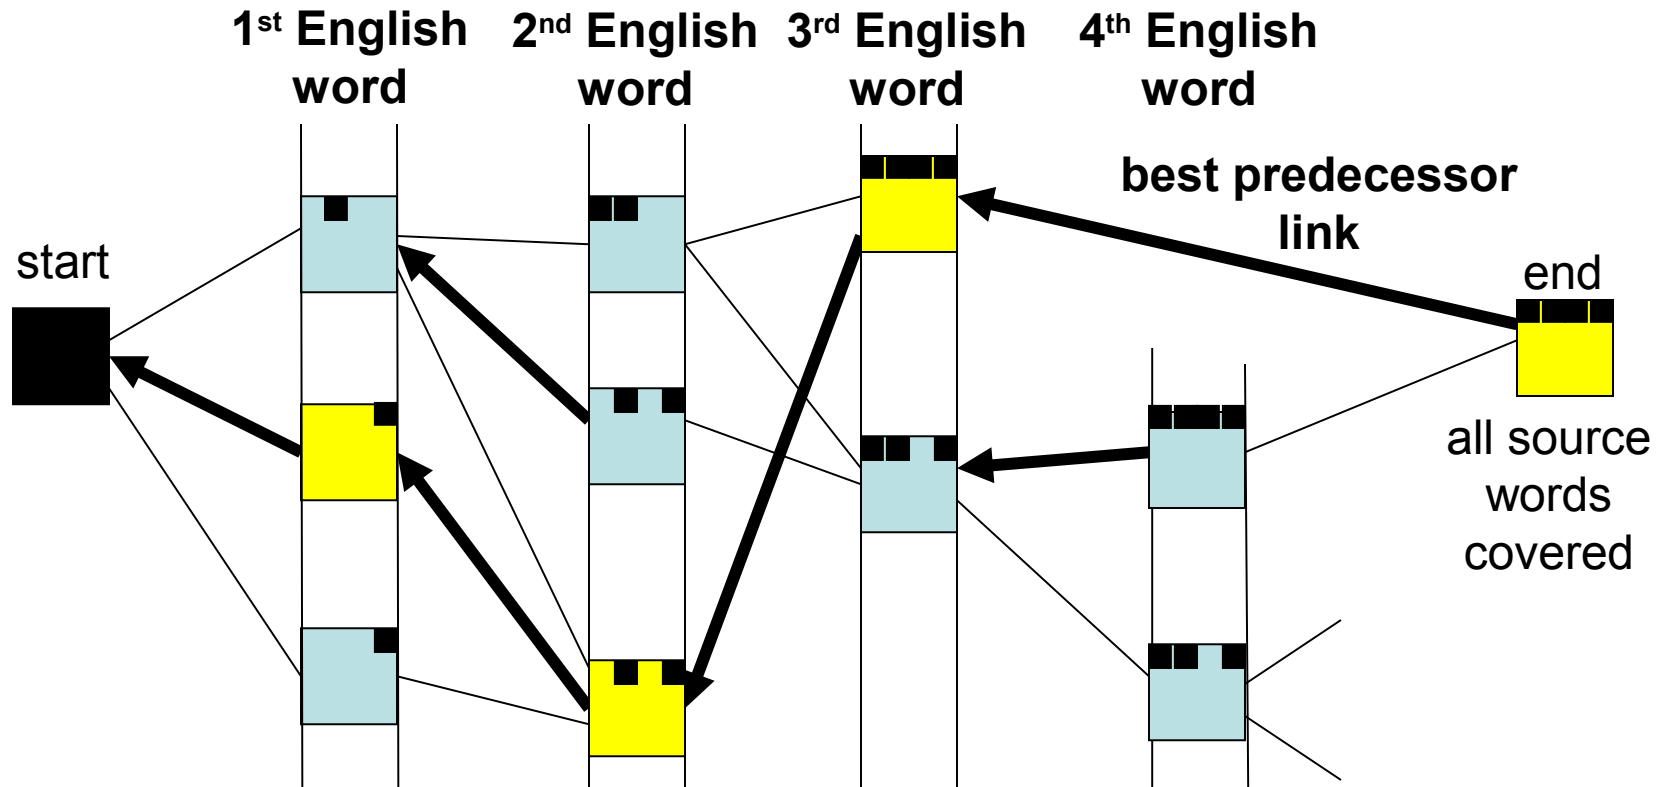 1st English word
2nd English word
3rd English word
4th English word
best predecessor
link
start
end
all source
words
covered